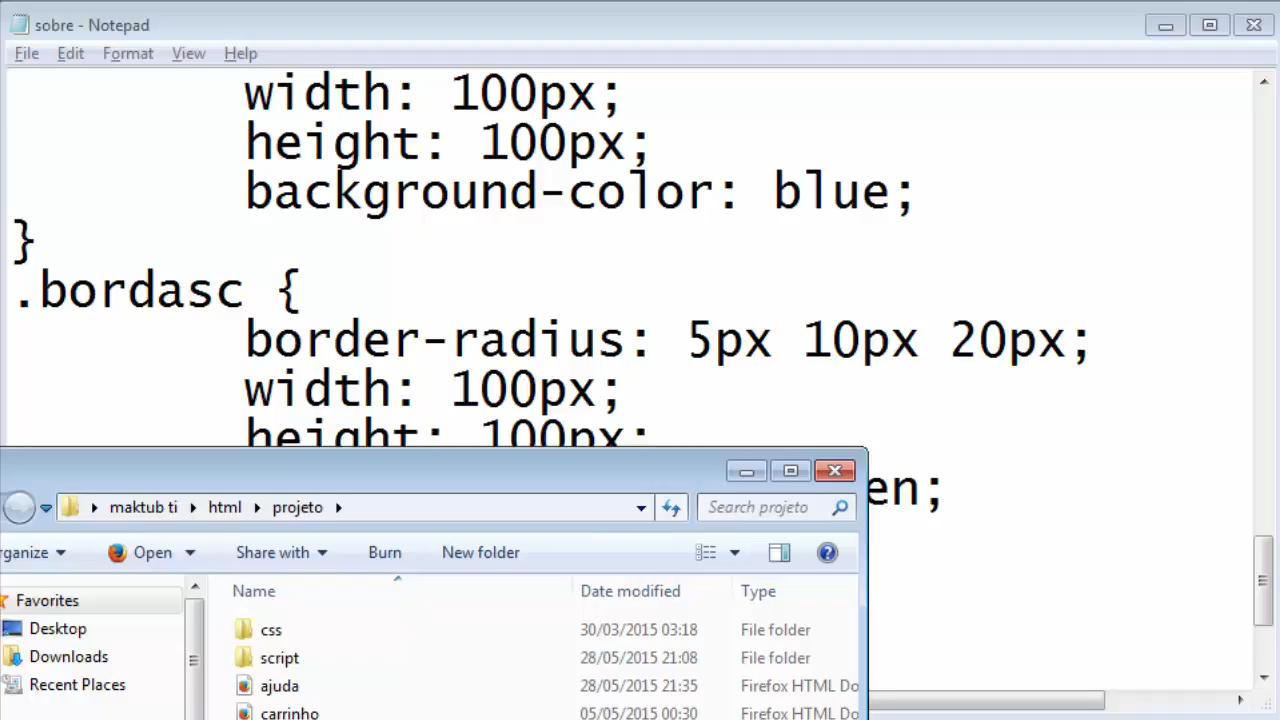 sobre - Notepad
File Edit Format View Help
width: 100px;
height: 100px;
background-color: blue;
}
.bordasc {
border-radius: 5px 10px 20px;
width: 100px;
height: 100px;
en;
maktub ti html projeto
Search projeto
rganize Open Share with Burn New folder
Name Date modified Type
Favorites
Desktop
Downloads
Recent Places
css 30/03/2015 03:18 File folder
script 28/05/2015 21:08 File folder
ajuda 28/05/2015 21:35 Firefox HTML Do
carrinho 05/05/2015 00:30 Firefox HTML Do